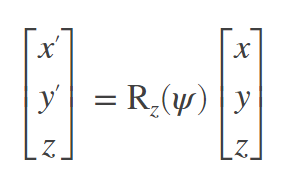 [x′ y′ z] = R_z(ψ) [x y z]